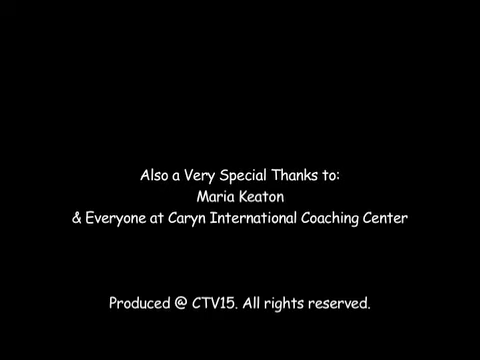 Also a Very Special Thanks to:
Maria Keaton
& Everyone at Caryn International Coaching Center
Produced @ CTV15. All rights reserved.